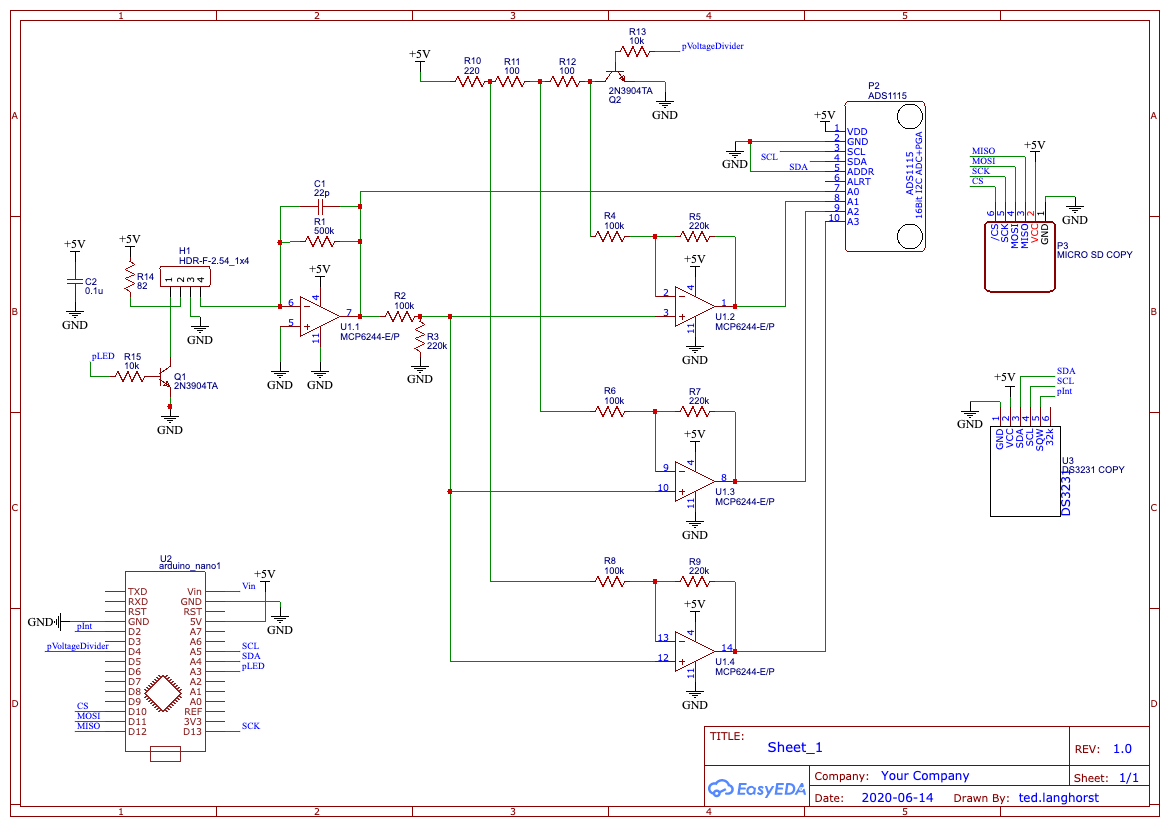 1 2 3 4 5
A
B
C
D
+5V
R10
220
R11
100
R12
100
R13
10k
pVoltageDivider
2N3904TA
Q2
GND
P2
ADS1115
+5V
1 VDD
2 GND
3 SCL
4 SDA
5 ADDR
6 ALRT
7 A0
8 A1
9 A2
10 A3
ADS1115
16Bit I2C ADC+PGA
GND
SCL
SDA
MISO
MOSI
SCK
CS
+5V
GND
6 5 4 3 2 1
/CS
SCK
MOSI
MISO
VCC
GND
P3
MICRO SD COPY
C1
22p
R1
500k
+5V
C2
0.1u
GND
+5V
R14
82
H1
HDR-F-2.54_1x4
1 2 3 4
GND
+5V
6
5
4
7
11
U1.1
MCP6244-E/P
GND
GND
R2
100k
R3
220k
GND
pLED
R15
10k
Q1
2N3904TA
GND
R4
100k
R5
220k
+5V
2
3
4
1
11
U1.2
MCP6244-E/P
GND
R6
100k
R7
220k
+5V
9
10
4
8
11
U1.3
MCP6244-E/P
GND
R8
100k
R9
220k
+5V
13
12
4
14
11
U1.4
MCP6244-E/P
GND
SDA
SCL
pInt
+5V
GND
1 2 3 4 5 6
GND
VCC
SDA
SCL
SQW
32k
U3
DS3231 COPY
DS3231
U2
arduino_nano1
+5V
Vin
GND
GND
pInt
pVoltageDivider
CS
MOSI
MISO
SCL
SDA
pLED
SCK
TXD Vin
RXD GND
RST RST
GND 5V
D2 A7
D3 A6
D4 A5
D5 A4
D6 A3
D7 A2
D8 A1
D9 A0
D10 REF
D11 3V3
D12 D13
TITLE:
Sheet_1
REV: 1.0
EasyEDA
Company: Your Company
Sheet: 1/1
Date: 2020-06-14 Drawn By: ted.langhorst
A
B
C
D
1 2 3 4 5